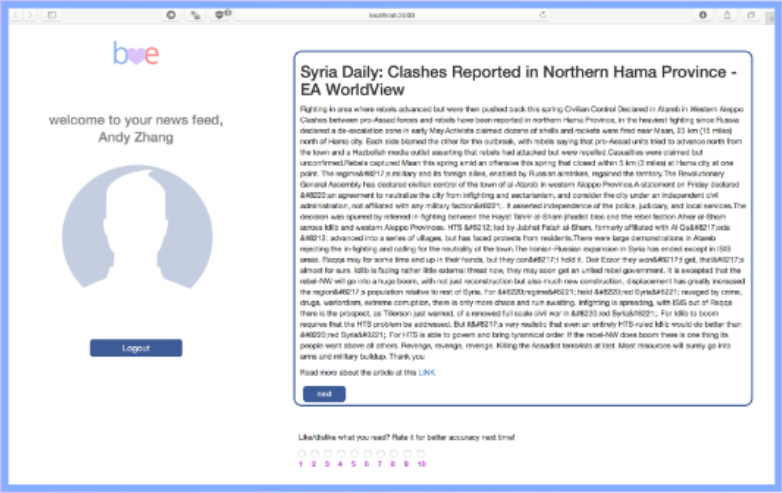 localhost:3000
b e
welcome to your news feed,
Andy Zhang
Logout
Syria Daily: Clashes Reported in Northern Hama Province -
EA WorldView
Fighting in area where rebels advanced but were then pushed back this spring Civilian Control Declared in Atareb in Western Aleppo
Clashes between pro-Assad forces and rebels have been reported in northern Hama Province, in the heaviest fighting since Russia
declared a de-escalation zone in early May.Activists claimed dozens of shells and rockets were fired near Maan, 23 km (15 miles)
north of Hama city. Each side blamed the other for the outbreak, with rebels saying that pro-Assad units tried to advance north from
the town and a Hezbollah media outlet asserting that rebels had attacked but were repelled.Casualties were claimed but
unconfirmed.Rebels captured Maan this spring amid an offensive this spring that closed within 5 km (3 miles) at Hama city at one
point. The regime&#8217;s military and its foreign allies, enabled by Russian airstrikes, regained the territory.The Revolutionary
General Assembly has declared civilian control of the town of al-Atareb in western Aleppo Province.A statement on Friday declared
&#8220;an agreement to neutralize the city from infighting and sectarianism, and consider the city under an independent civil
administration, not affiliated with any military faction&#8221;. It asserted independence of the police, judiciary, and local services.The
decision was spurred by referred in-fighting between the Hayat Tahrir al-Sham jihadist bloc and the rebel faction Ahrar al-Sham
across Idlib and western Aleppo Provinces. HTS &#8212; led by Jabhat Fatah al-Sham, formerly affiliated with Al Qa&#8217;eda
&#8212; advanced into a series of villages, but has faced protests from residents.There were large demonstrations in Atareb
rejecting the in-fighting and calling for the neutrality of the town.The Iranian-Russian expansion in Syria has ended except in ISIS
areas. Raqqa may for some time end up in their hands, but they can&#8217;t hold it. Deir Ezzor they won&#8217;t get, that&#8217;s
almost for sure. Idlib is facing rather little external threat now, they may soon get an united rebel government. It is excepted that the
rebel-NW will go into a huge boom, with not just reconstruction but also much new construction, displacement has greatly increased
the region&#8217;s population relative to rest of Syria. For &#8220;regime&#8221; held &#8220;red Syria&#8221; ravaged by crime,
drugs, warlordism, extreme corruption, there is only more chaos and ruin awaiting. Infighting is spreading, with ISIS out of Raqqa
there is the prospect, as Tillerson just warned, of a renewed full scale civil war in &#8220;red Syria&#8221;. For Idlib to boom
requires that the HTS problem be addressed. But it&#8217;s very realistic that even an entirely HTS-ruled Idlib would do better than
&#8220;red Syria&#8221;. For HTS is able to govern and bring tyrannical order. If the rebel-NW does boom there is one thing its
people want above all others. Revenge, revenge, revenge. Killing the Assadist terrorists at last. Most resources will surely go into
arms and military buildup. Thank you
Read more about the article at this LINK
next
Like/dislike what you read? Rate it for better accuracy next time!
1 2 3 4 5 6 7 8 9 10